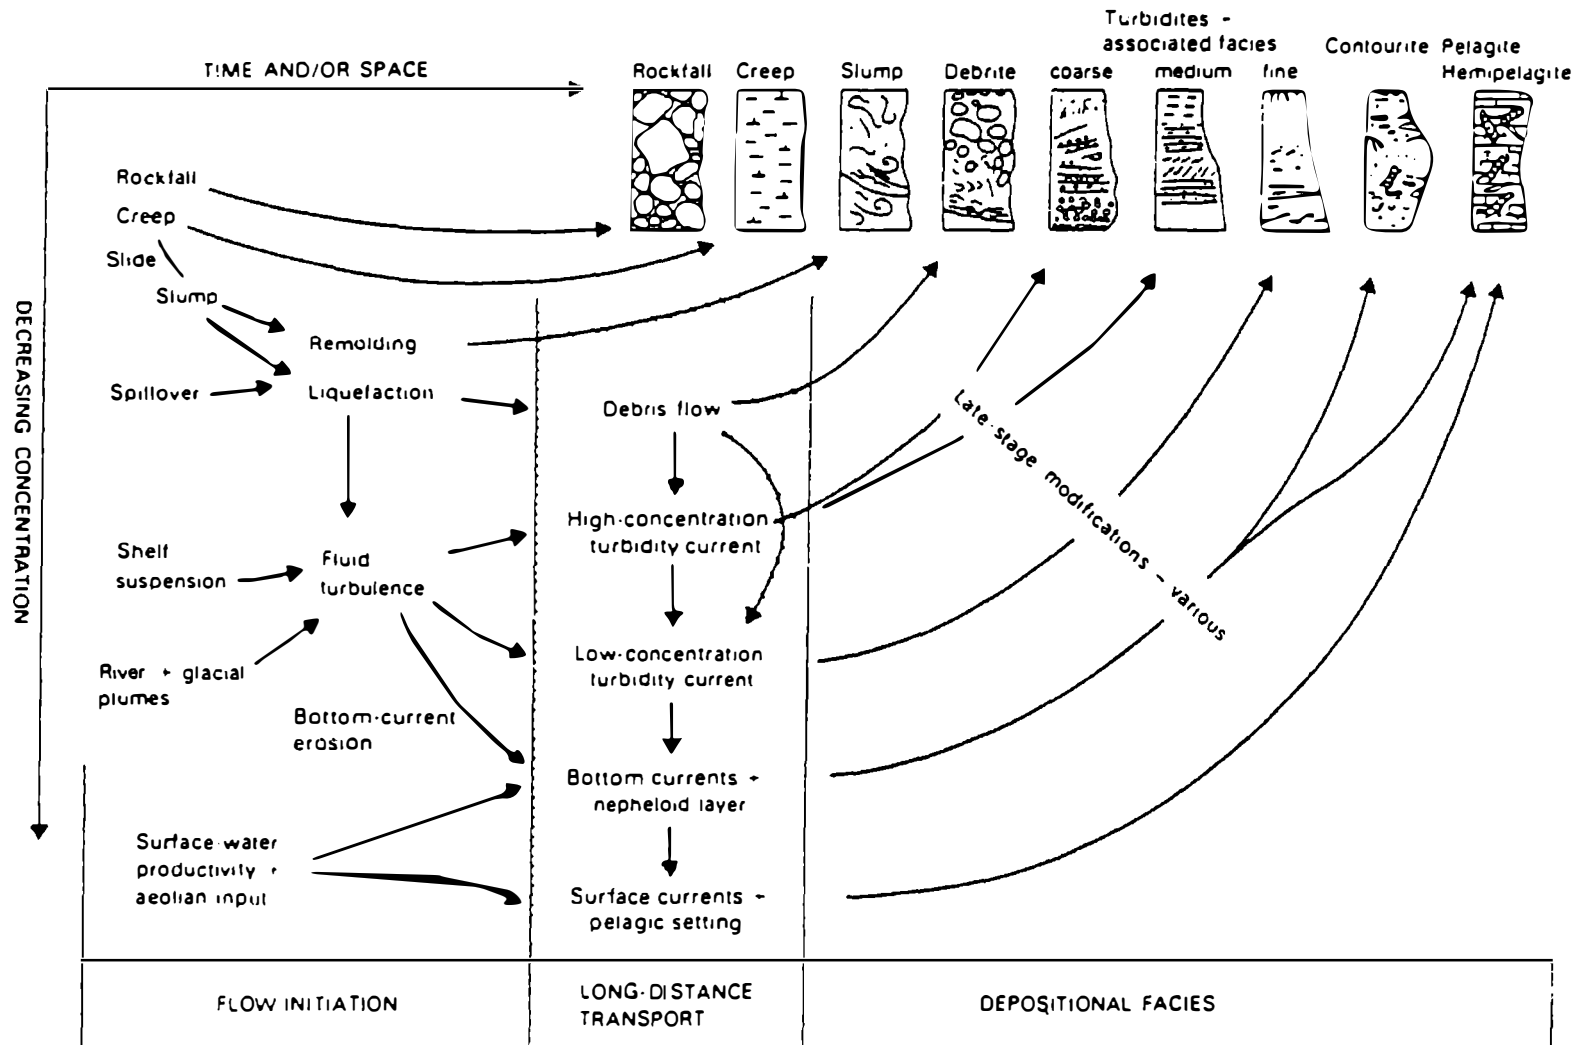 Turbidites -
associated facies
Contourite Pelagite
Hemipelagite
TIME AND/OR SPACE
Rockfall Creep Slump Debrite coarse medium fine
Rockfall
Creep
Slide
Slump
Remolding
Spillover
Liquefaction
Debris flow
DECREASING CONCENTRATION
Late-stage modifications - various
High-concentration
turbidity current
Shelf
suspension
Fluid
turbulence
Low-concentration
turbidity current
River + glacial
plumes
Bottom-current
erosion
Bottom currents +
nepheloid layer
Surface-water
productivity +
aeolian input
Surface currents +
pelagic setting
FLOW INITIATION
LONG-DISTANCE
TRANSPORT
DEPOSITIONAL FACIES